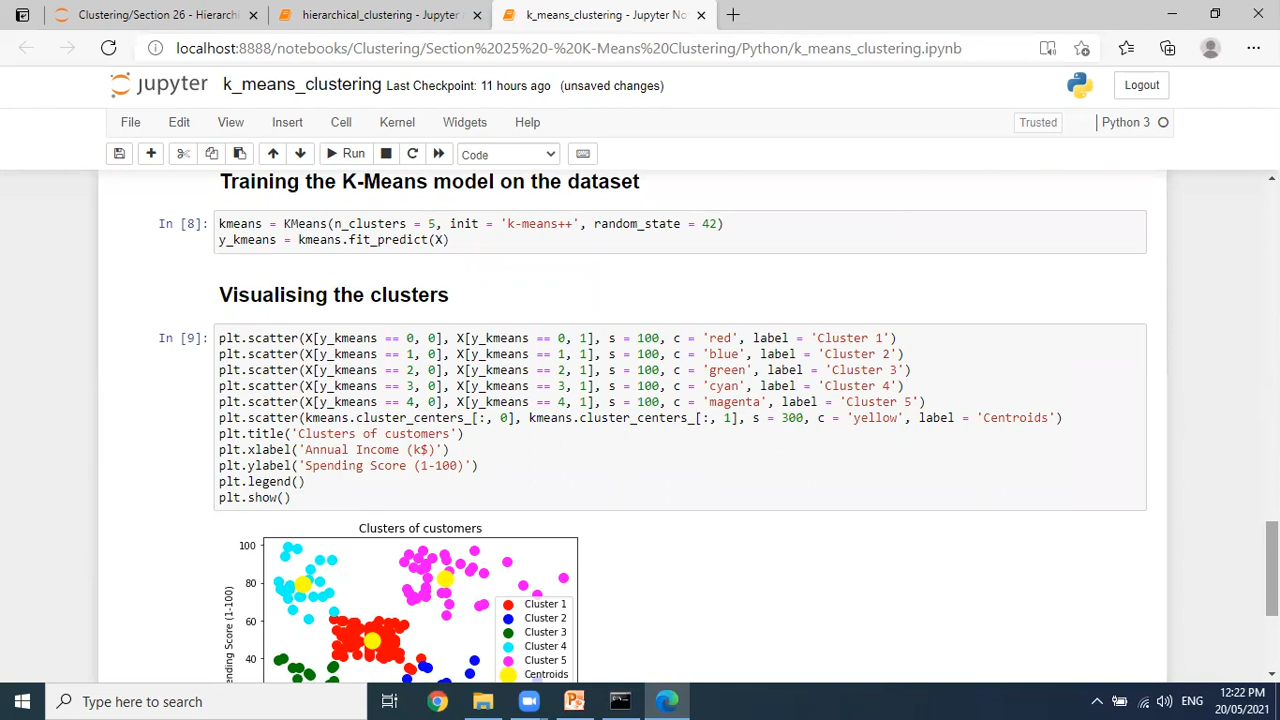 Clustering/Section 26 - Hierarch
hierarchical_clustering - Jupyter
k_means_clustering - Jupyter No
localhost:8888/notebooks/Clustering/Section%2025%20-%20K-Means%20Clustering/Python/k_means_clustering.ipynb
jupyter k_means_clustering Last Checkpoint: 11 hours ago (unsaved changes)
Logout
File Edit View Insert Cell Kernel Widgets Help
Trusted
Python 3
Run
Code
Training the K-Means model on the dataset
In [8]: kmeans = KMeans(n_clusters = 5, init = 'k-means++', random_state = 42)
y_kmeans = kmeans.fit_predict(X)
Visualising the clusters
In [9]: plt.scatter(X[y_kmeans == 0, 0], X[y_kmeans == 0, 1], s = 100, c = 'red', label = 'Cluster 1')
plt.scatter(X[y_kmeans == 1, 0], X[y_kmeans == 1, 1], s = 100, c = 'blue', label = 'Cluster 2')
plt.scatter(X[y_kmeans == 2, 0], X[y_kmeans == 2, 1], s = 100, c = 'green', label = 'Cluster 3')
plt.scatter(X[y_kmeans == 3, 0], X[y_kmeans == 3, 1], s = 100, c = 'cyan', label = 'Cluster 4')
plt.scatter(X[y_kmeans == 4, 0], X[y_kmeans == 4, 1], s = 100, c = 'magenta', label = 'Cluster 5')
plt.scatter(kmeans.cluster_centers_[:, 0], kmeans.cluster_centers_[:, 1], s = 300, c = 'yellow', label = 'Centroids')
plt.title('Clusters of customers')
plt.xlabel('Annual Income (k$)')
plt.ylabel('Spending Score (1-100)')
plt.legend()
plt.show()
Clusters of customers
100
80
60
40
ending Score (1-100)
Cluster 1
Cluster 2
Cluster 3
Cluster 4
Cluster 5
Centroids
Type here to search
ENG
12:22 PM
20/05/2021